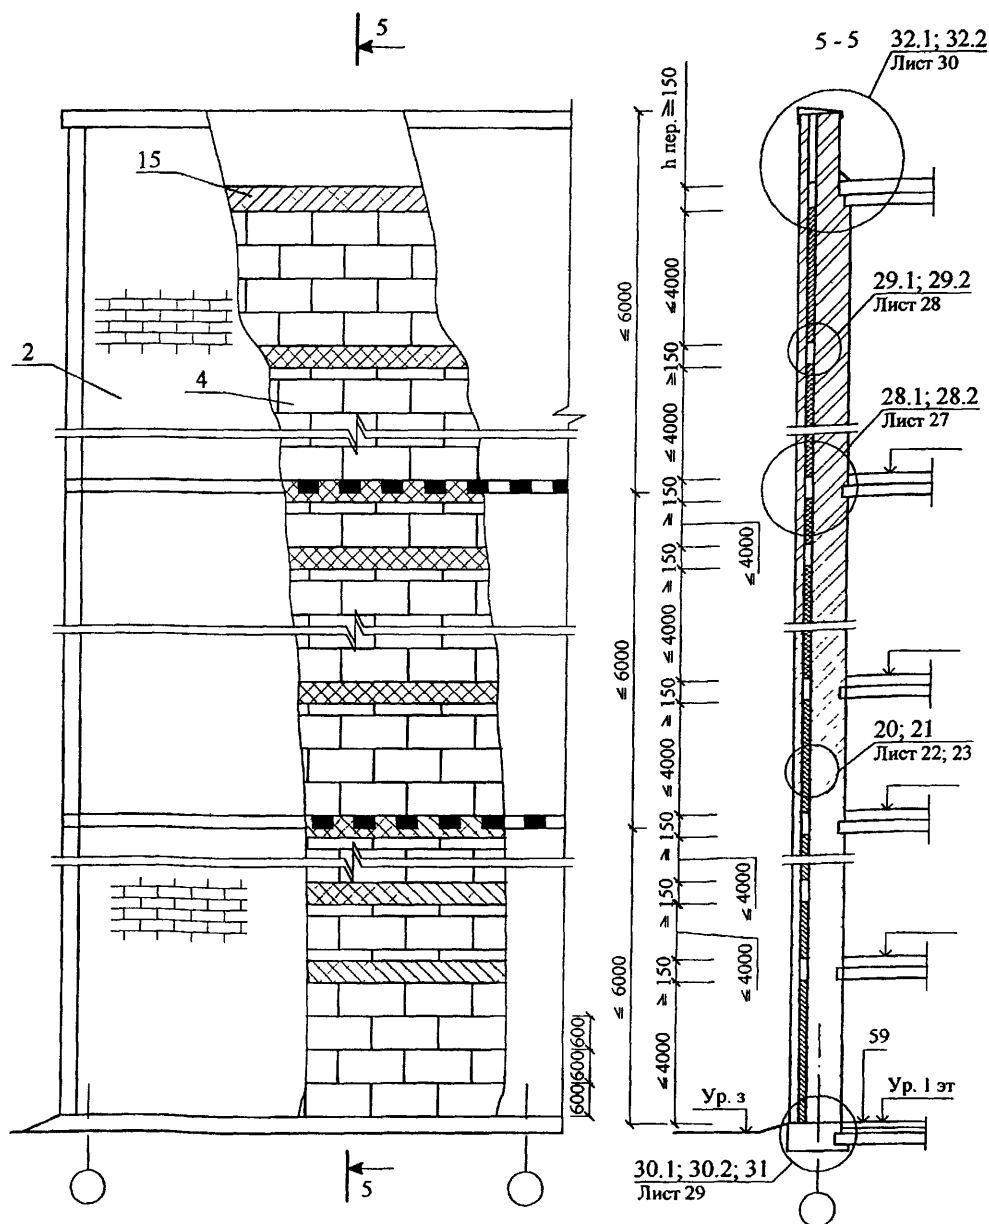 5
5 - 5
32.1; 32.2
Лист 30
15
2
4
29.1; 29.2
Лист 28
28.1; 28.2
Лист 27
20; 21
Лист 22; 23
59
Ур. 1 эт
Ур. з
30.1; 30.2; 31
Лист 29
5
≤ 6000
≤ 6000
≤ 6000
h пер. ≥ 150
≤ 4000
≥ 150
≤ 4000
≥ 150
≤ 4000
≥ 150
≤ 4000
≥ 150
≤ 4000
≥ 150
≤ 4000
≥ 150
≤ 4000
≥ 150
≤ 4000
600 600 600